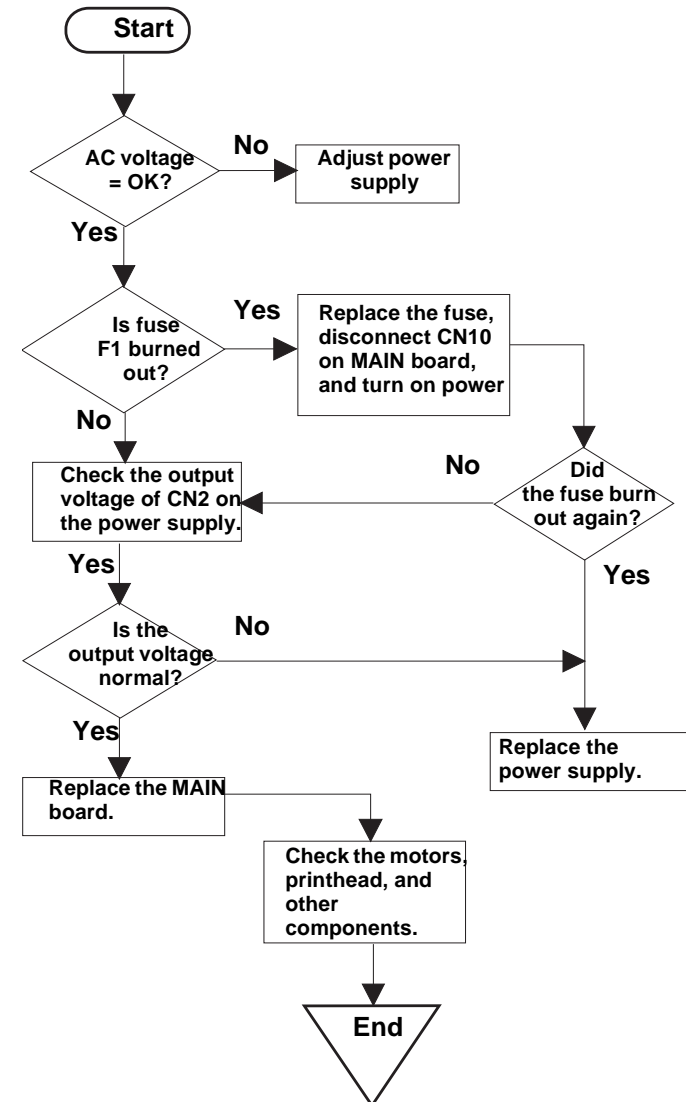 Start
AC voltage
= OK?
No
Adjust power
supply
Yes
Is fuse
F1 burned
out?
Yes
Replace the fuse,
disconnect CN10
on MAIN board,
and turn on power
No
Check the output
voltage of CN2 on
the power supply.
No
Did
the fuse burn
out again?
Yes
Yes
Is the
output voltage
normal?
No
Yes
Replace the
power supply.
Replace the MAIN
board.
Check the motors,
printhead, and
other
components.
End